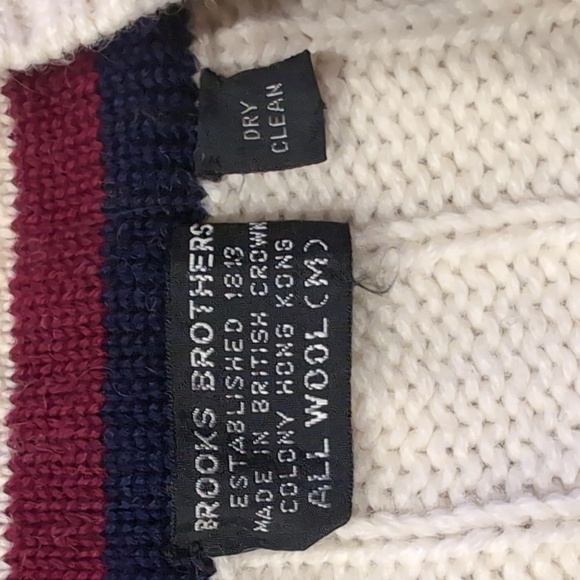 DRY
CLEAN
BROOKS BROTHERS
ESTABLISHED 1818
MADE IN BRITISH CROWN
COLONY HONG KONG
ALL WOOL (M)